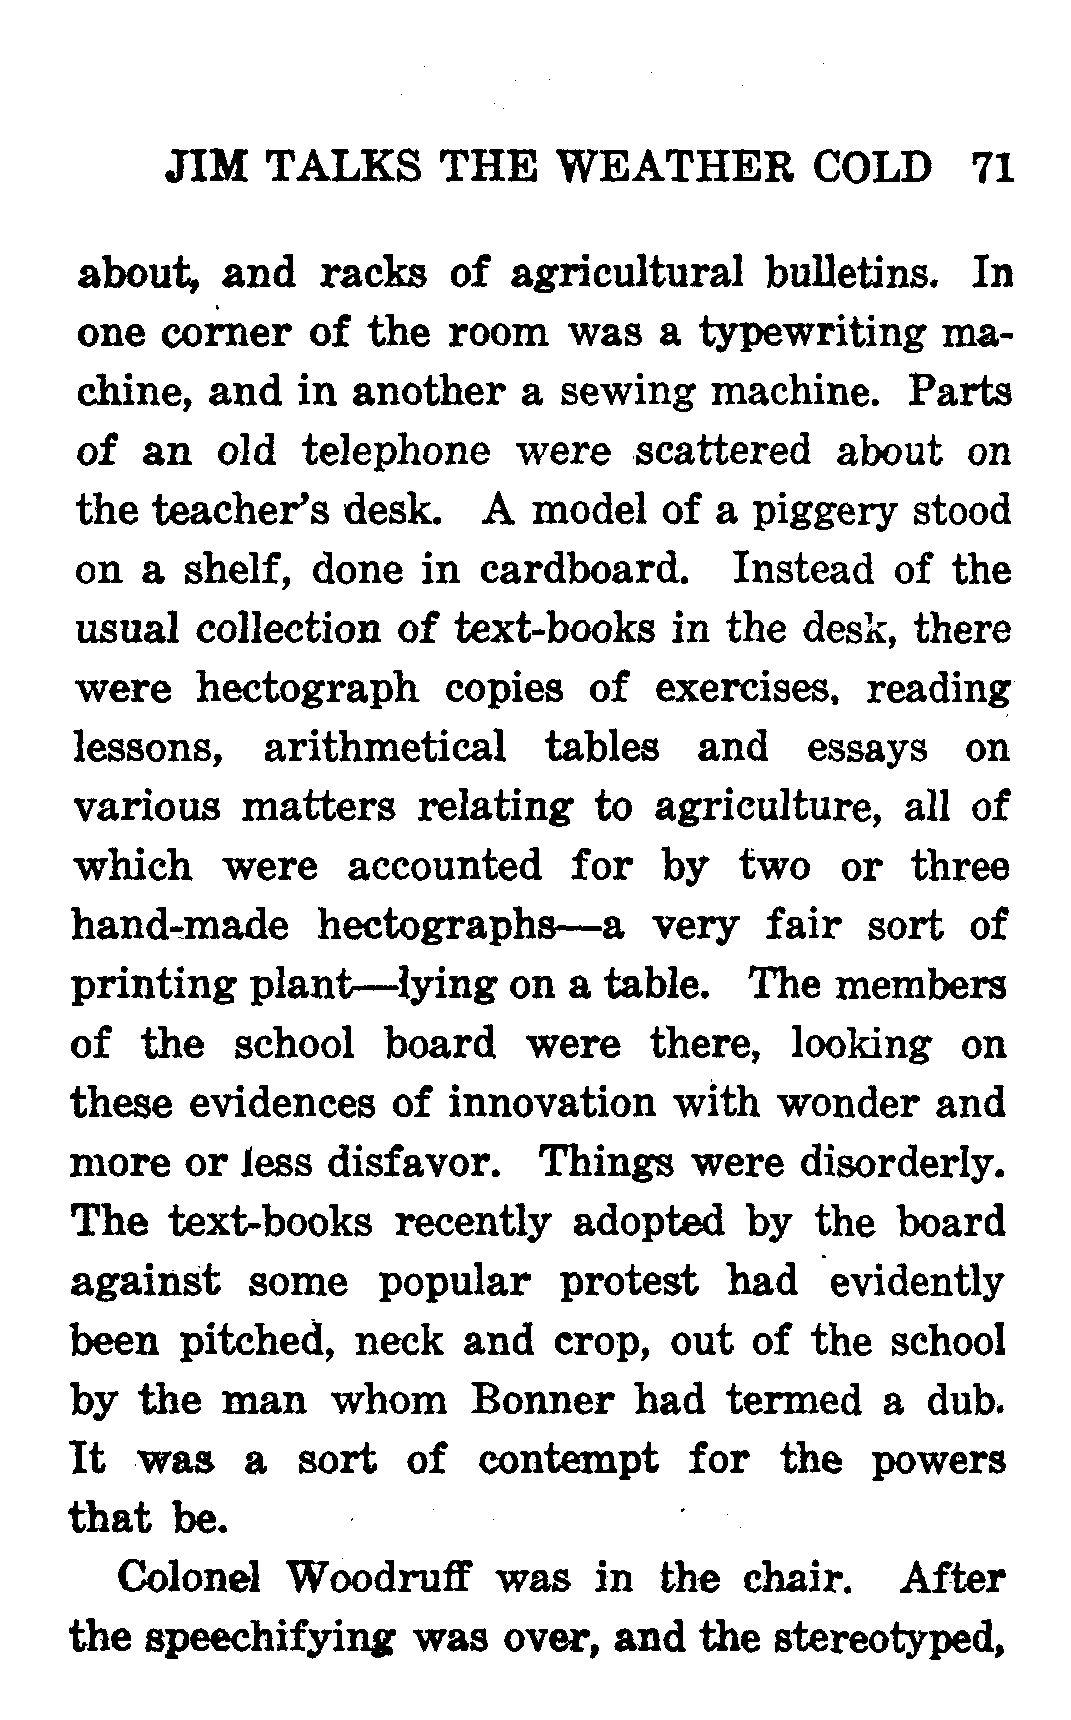 JIM TALKS THE WEATHER COLD 71
about, and racks of agricultural bulletins. In
one corner of the room was a typewriting ma-
chine, and in another a sewing machine. Parts
of an old telephone were scattered about on
the teacher's desk. A model of a piggery stood
on a shelf, done in cardboard. Instead of the
usual collection of text-books in the desk, there
were hectograph copies of exercises, reading
lessons, arithmetical tables and essays on
various matters relating to agriculture, all of
which were accounted for by two or three
hand-made hectographs—a very fair sort of
printing plant—lying on a table. The members
of the school board were there, looking on
these evidences of innovation with wonder and
more or less disfavor. Things were disorderly.
The text-books recently adopted by the board
against some popular protest had evidently
been pitched, neck and crop, out of the school
by the man whom Bonner had termed a dub.
It was a sort of contempt for the powers
that be.
Colonel Woodruff was in the chair. After
the speechifying was over, and the stereotyped,